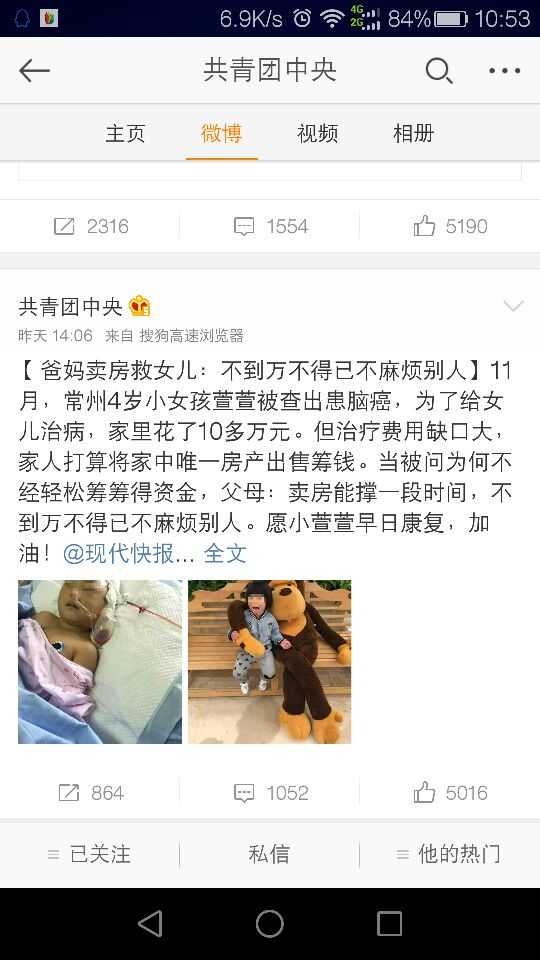 6.9K/s 4G 2G 84% 10:53
共青团中央
主页 微博 视频 相册
2316 1554 5190
共青团中央
昨天 14:06 来自 搜狗高速浏览器
【 爸妈卖房救女儿：不到万不得已不麻烦别人】11
月，常州4岁小女孩萱萱被查出患脑癌，为了给女
儿治病，家里花了10多万元。但治疗费用缺口大，
家人打算将家中唯一房产出售筹钱。当被问为何不
经轻松筹筹得资金，父母：卖房能撑一段时间，不
到万不得已不麻烦别人。愿小萱萱早日康复，加
油！@现代快报... 全文
864 1052 5016
已关注 私信 他的热门